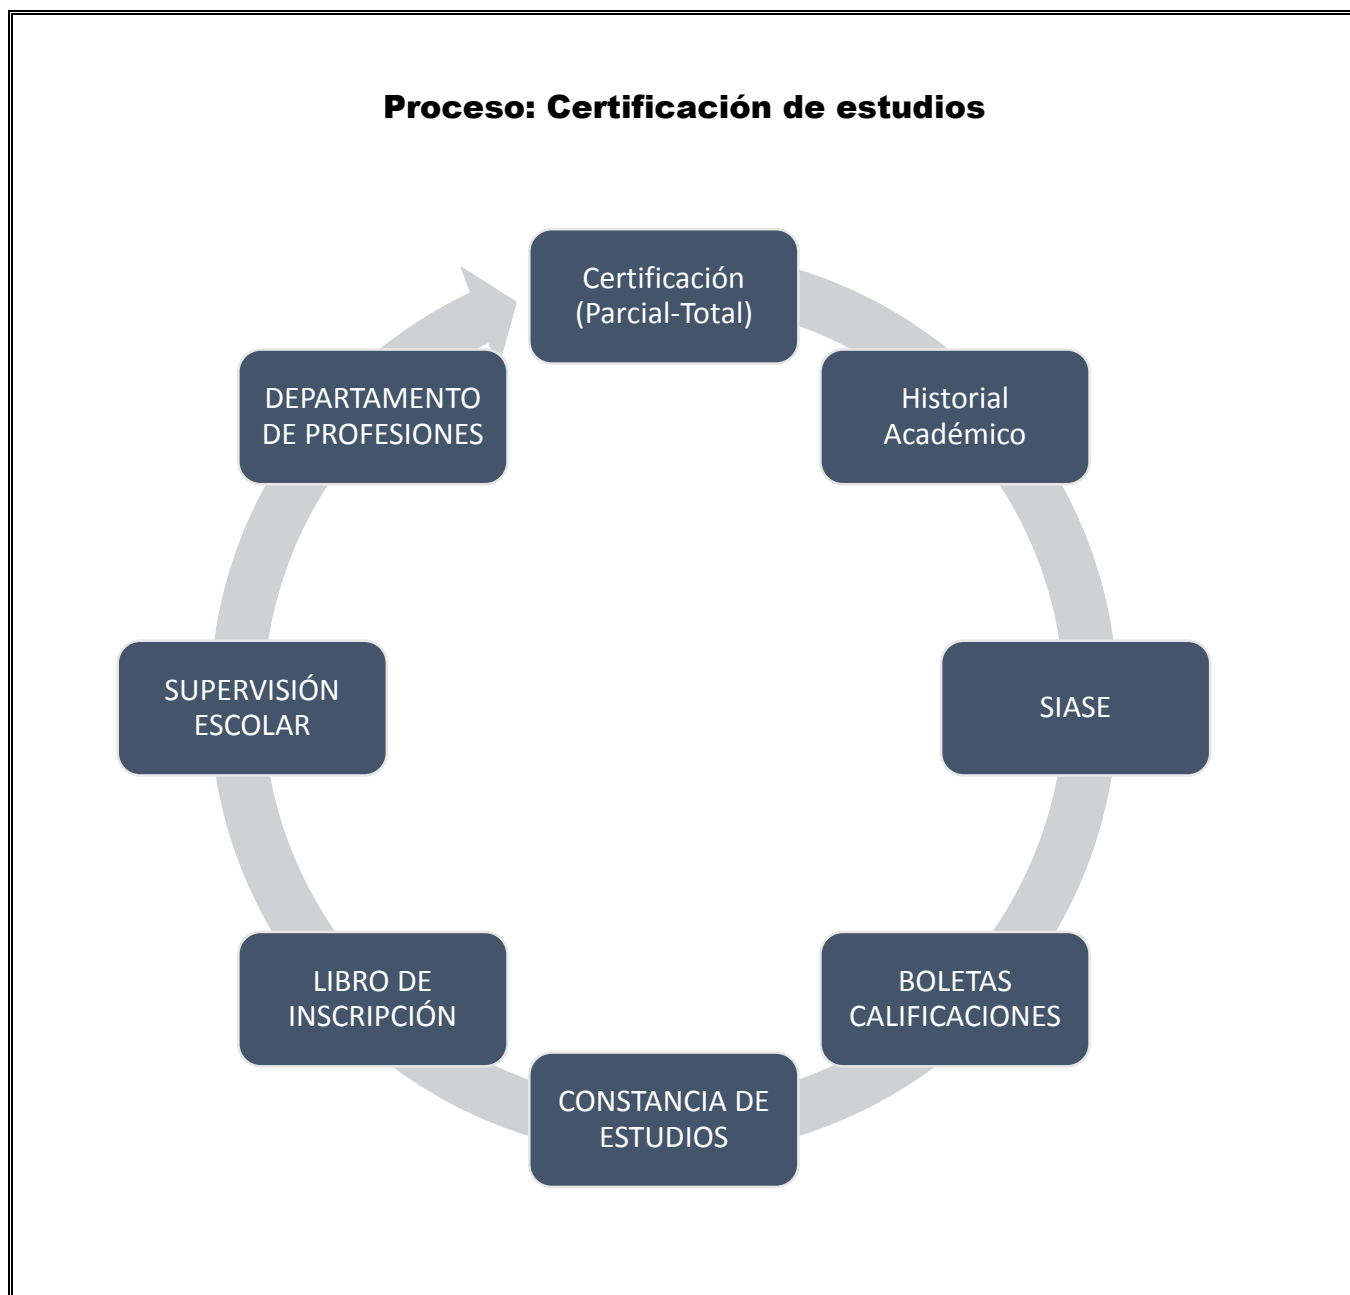 Proceso: Certificación de estudios
Certificación
(Parcial-Total)
Historial
Académico
SIASE
BOLETAS
CALIFICACIONES
CONSTANCIA DE
ESTUDIOS
LIBRO DE
INSCRIPCIÓN
SUPERVISIÓN
ESCOLAR
DEPARTAMENTO
DE PROFESIONES